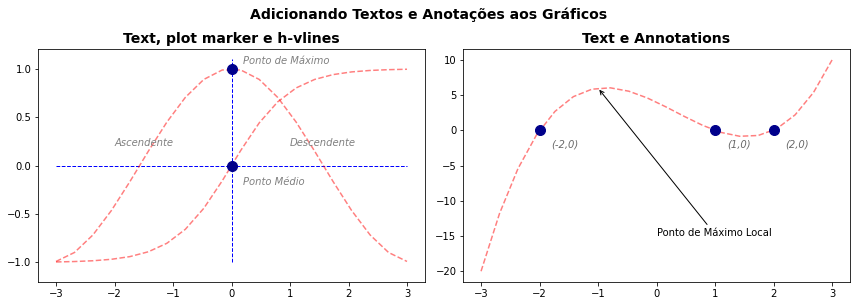 Adicionando Textos e Anotações aos Gráficos
Text, plot marker e h-vlines
1.0
0.5
0.0
−0.5
−1.0
Ponto de Máximo
Ascendente
Descendente
Ponto Médio
−3 −2 −1 0 1 2 3
Text e Annotations
10
5
0
−5
−10
−15
−20
(-2,0)
(1,0)
(2,0)
Ponto de Máximo Local
−3 −2 −1 0 1 2 3